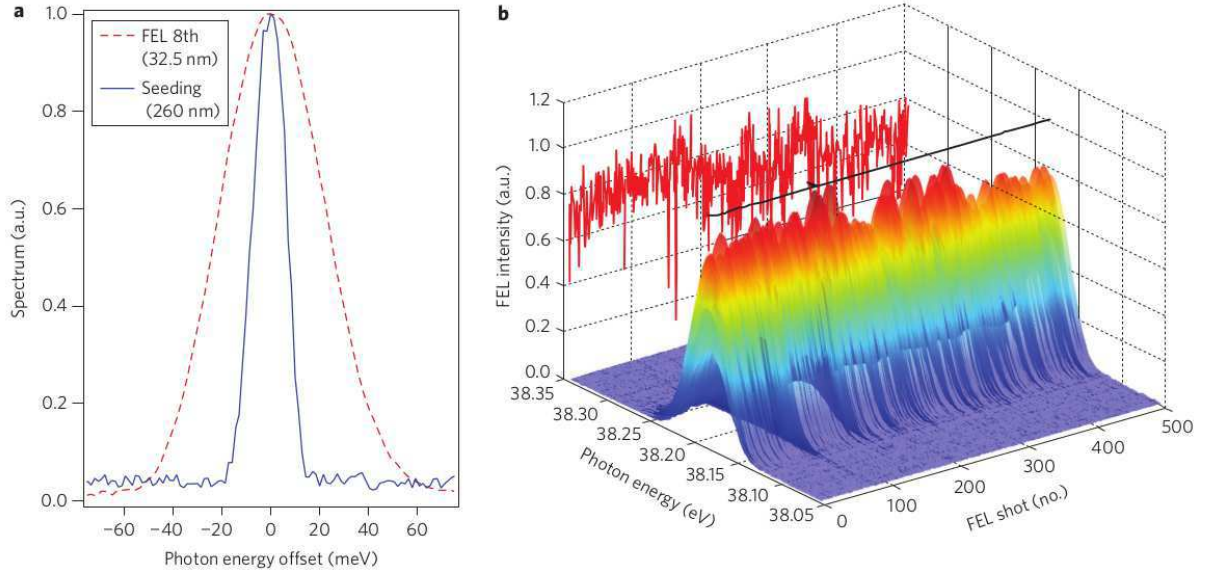 a
1.0
0.8
0.6
0.4
0.2
0.0
Spectrum (a.u.)
FEL 8th
(32.5 nm)
Seeding
(260 nm)
−60 −40 −20 0 20 40 60
Photon energy offset (meV)
b
1.2
1.0
0.8
0.6
0.4
0.2
0.0
FEL intensity (a.u.)
38.35
38.30
38.25
38.20
38.15
38.10
38.05
Photon energy (eV)
0
100
200
300
400
500
FEL shot (no.)